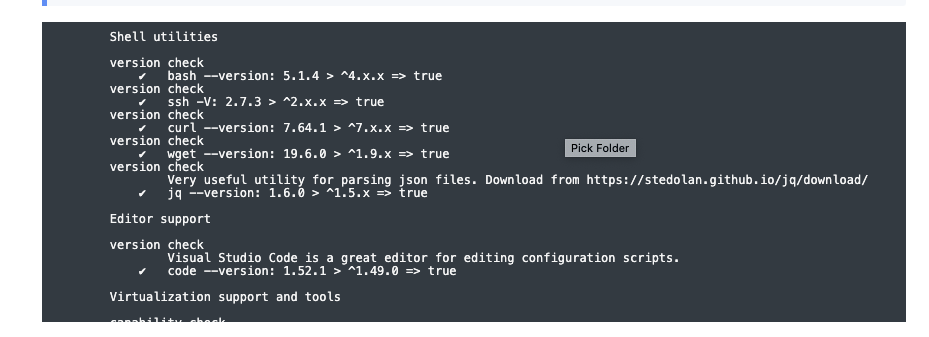 Shell utilities
version check
✔ bash --version: 5.1.4 > ^4.x.x => true
version check
✔ ssh -V: 2.7.3 > ^2.x.x => true
version check
✔ curl --version: 7.64.1 > ^7.x.x => true
version check
✔ wget --version: 19.6.0 > ^1.9.x => true
Pick Folder
version check
Very useful utility for parsing json files. Download from https://stedolan.github.io/jq/download/
✔ jq --version: 1.6.0 > ^1.5.x => true
Editor support
version check
Visual Studio Code is a great editor for editing configuration scripts.
✔ code --version: 1.52.1 > ^1.49.0 => true
Virtualization support and tools
capability check